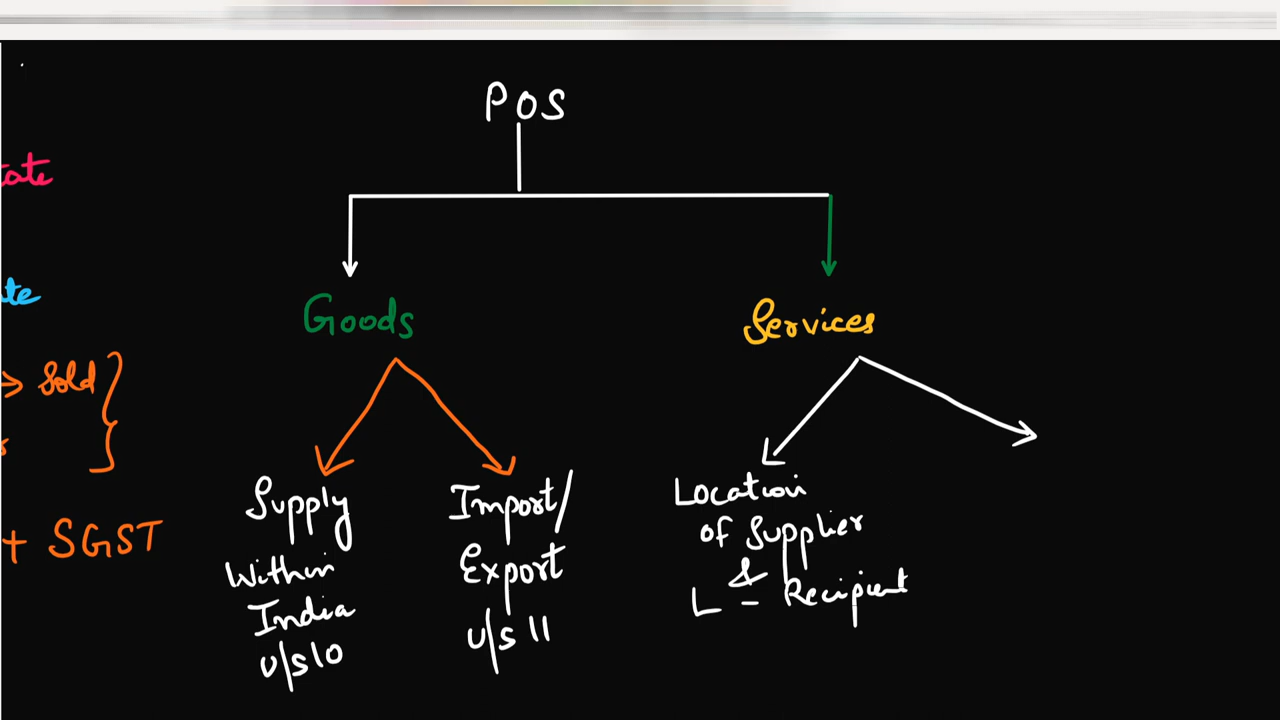 POS
Goods
Services
Sold
+ SGST
Supply
Within
India
u/s 10
Import/
Export
u/s 11
Location
of Supplier
&
L - Recipient